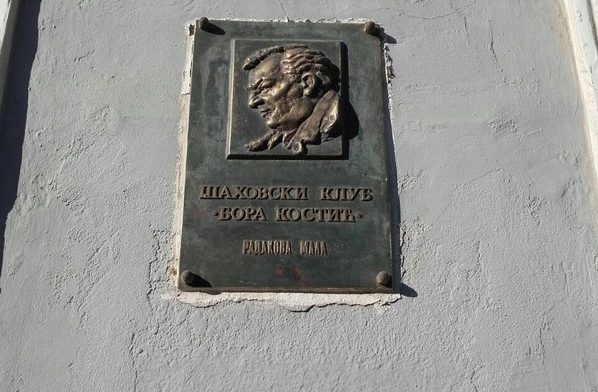 ШАХОВСКИ КЛУБ
•БОРА КОСТИЋ•
РАДАКОВА МАЛА